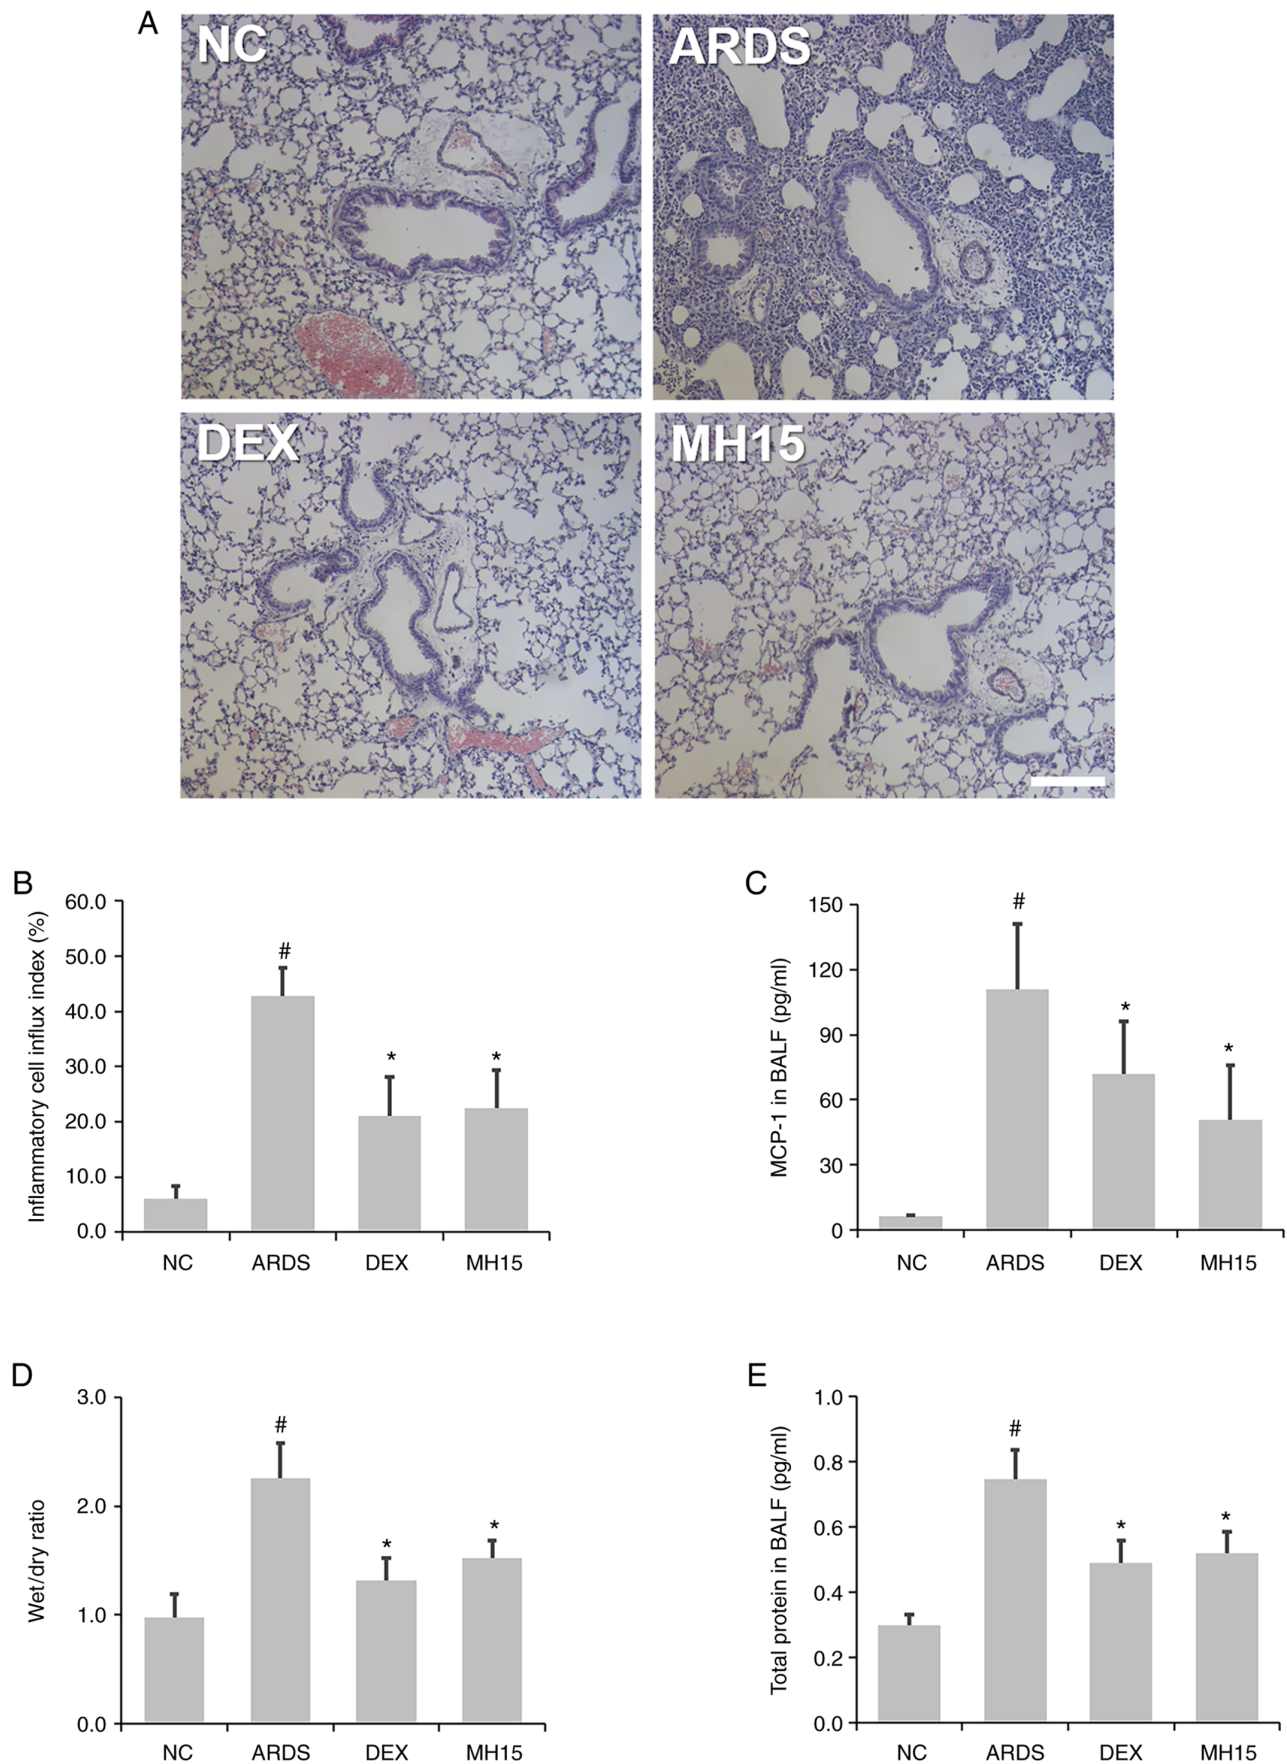 A
NC
ARDS
DEX
MH15
B
Inflammatory cell influx index (%)
60.0
50.0
40.0
30.0
20.0
10.0
0.0
#
*
*
NC ARDS DEX MH15
C
MCP-1 in BALF (pg/ml)
150
120
90
60
30
0
#
*
*
NC ARDS DEX MH15
D
Wet/dry ratio
3.0
2.0
1.0
0.0
#
*
*
NC ARDS DEX MH15
E
Total protein in BALF (pg/ml)
1.0
0.8
0.6
0.4
0.2
0.0
#
*
*
NC ARDS DEX MH15